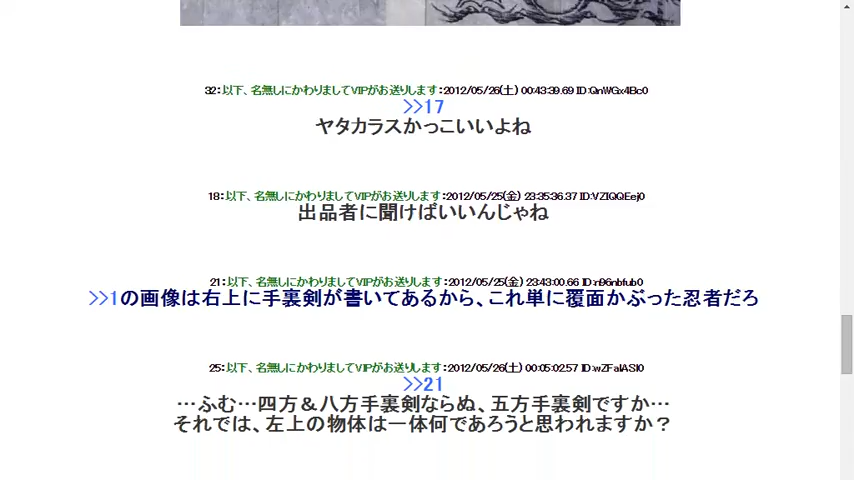 32：以下、名無しにかわりましてVIPがお送りします：2012/05/26(土) 00:43:39.69 ID:QnWGx4Bc0
>>17
ヤタカラスかっこいいよね
18：以下、名無しにかわりましてVIPがお送りします：2012/05/25(金) 23:35:36.37 ID:VZIQQEej0
出品者に聞けばいいんじゃね
21：以下、名無しにかわりましてVIPがお送りします：2012/05/25(金) 23:43:00.66 ID:n96nbfub0
>>1の画像は右上に手裏剣が書いてあるから、これ単に覆面かぶった忍者だろ
25：以下、名無しにかわりましてVIPがお送りします：2012/05/26(土) 00:05:02.57 ID:wZFalASI0
>>21
…ふむ…四方＆八方手裏剣ならぬ、五方手裏剣ですか…
それでは、左上の物体は一体何であろうと思われますか？